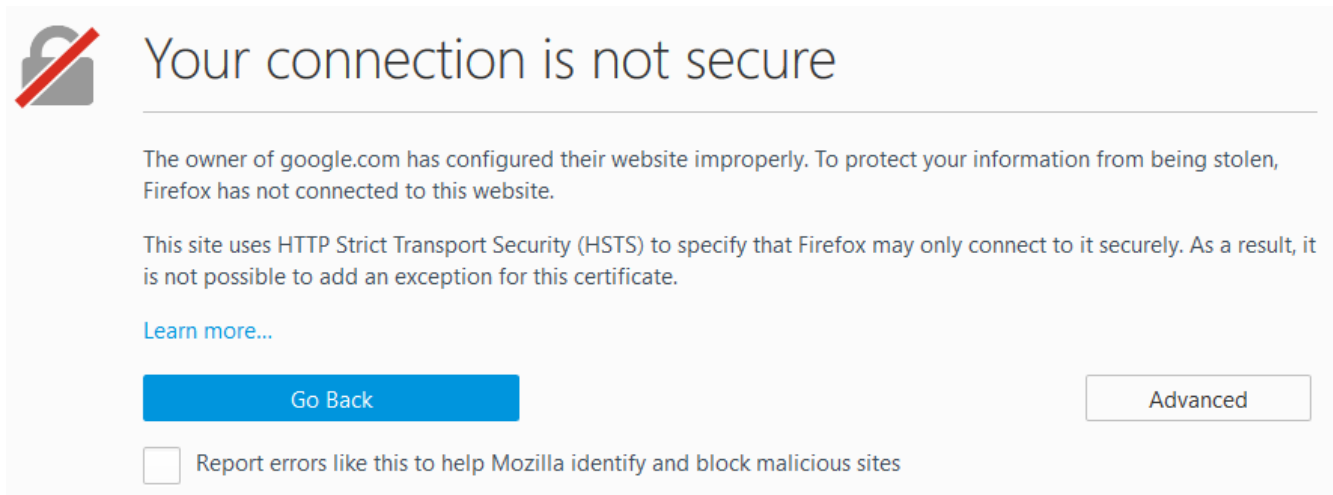 Your connection is not secure
The owner of google.com has configured their website improperly. To protect your information from being stolen,
Firefox has not connected to this website.
This site uses HTTP Strict Transport Security (HSTS) to specify that Firefox may only connect to it securely. As a result, it
is not possible to add an exception for this certificate.
Learn more...
Go Back
Advanced
Report errors like this to help Mozilla identify and block malicious sites